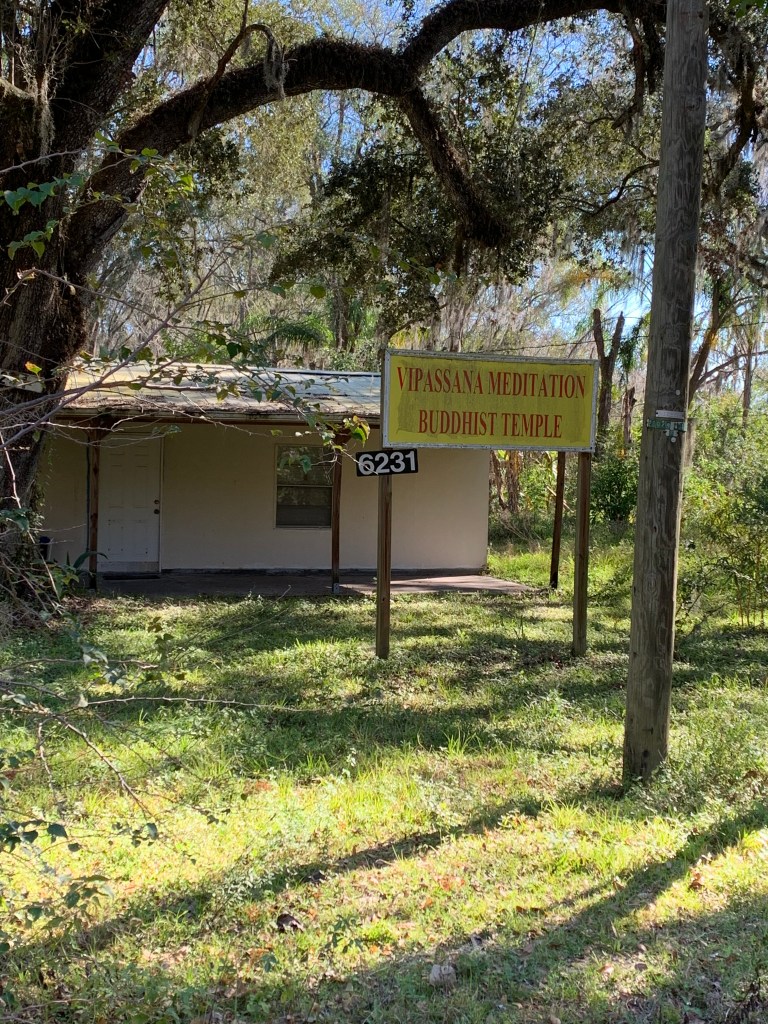 VIPASSANA MEDITATION
BUDDHIST TEMPLE
6231